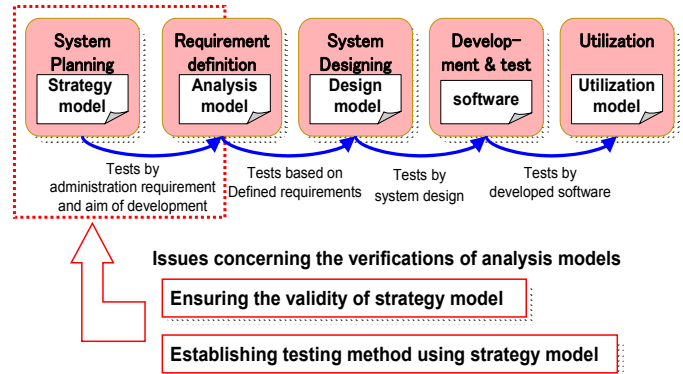 System
Planning
Strategy
model
Requirement
definition
Analysis
model
System
Designing
Design
model
Develop-
ment & test
software
Utilization
Utilization
model
Tests by
administration requirement
and aim of development
Tests based on
Defined requirements
Tests by
system design
Tests by
developed software
Issues concerning the verifications of analysis models
Ensuring the validity of strategy model
Establishing testing method using strategy model